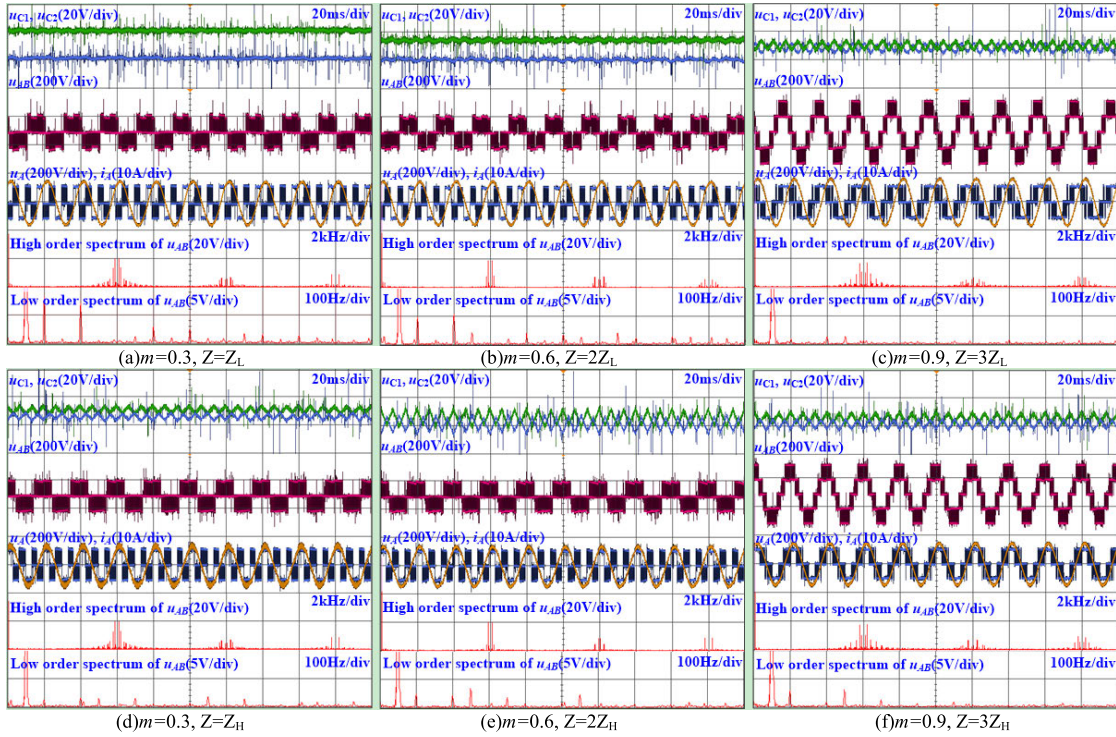 uC1, uC2(20V/div) 20ms/div
uAB(200V/div)
uA(200V/div), iA(10A/div)
High order spectrum of uAB(20V/div) 2kHz/div
Low order spectrum of uAB(5V/div) 100Hz/div
(a)m=0.3, Z=ZL
uC1, uC2(20V/div) 20ms/div
uAB(200V/div)
uA(200V/div), iA(10A/div)
High order spectrum of uAB(20V/div) 2kHz/div
Low order spectrum of uAB(5V/div) 100Hz/div
(b)m=0.6, Z=2ZL
uC1, uC2(20V/div) 20ms/div
uAB(200V/div)
uA(200V/div), iA(10A/div)
High order spectrum of uAB(20V/div) 2kHz/div
Low order spectrum of uAB(5V/div) 100Hz/div
(c)m=0.9, Z=3ZL
uC1, uC2(20V/div) 20ms/div
uAB(200V/div)
uA(200V/div), iA(10A/div)
High order spectrum of uAB(20V/div) 2kHz/div
Low order spectrum of uAB(5V/div) 100Hz/div
(d)m=0.3, Z=ZH
uC1, uC2(20V/div) 20ms/div
uAB(200V/div)
uA(200V/div), iA(10A/div)
High order spectrum of uAB(20V/div) 2kHz/div
Low order spectrum of uAB(5V/div) 100Hz/div
(e)m=0.6, Z=2ZH
uC1, uC2(20V/div) 20ms/div
uAB(200V/div)
uA(200V/div), iA(10A/div)
High order spectrum of uAB(20V/div) 2kHz/div
Low order spectrum of uAB(5V/div) 100Hz/div
(f)m=0.9, Z=3ZH